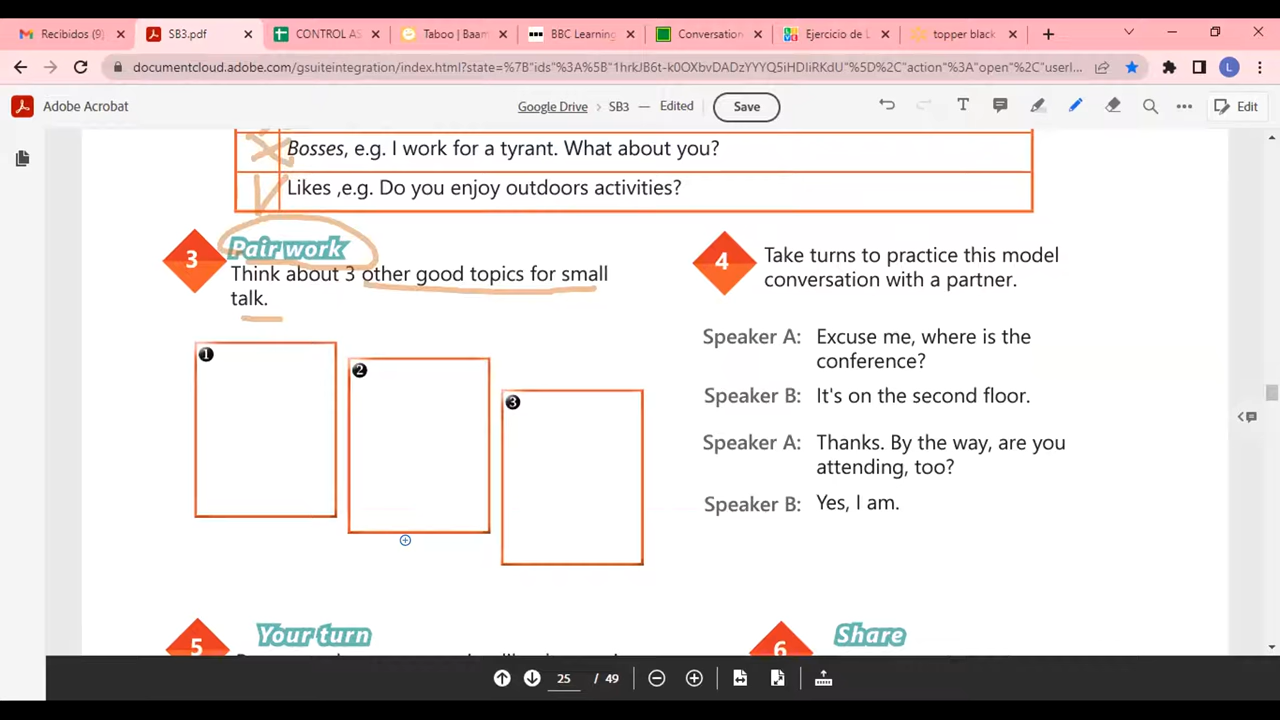 Recibidos (9)
SB3.pdf
CONTROL AS
Taboo | Baam
BBC Learning
Conversation
Ejercicio de L
topper black
documentcloud.adobe.com/gsuiteintegration/index.html?state=%7B"ids"%3A%5B"1hrkJB6t-k0OXbvDADzYYYQ5iHDIiRKdU"%5D%2C"action"%3A"open"%2C"userI...
L
Adobe Acrobat
Google Drive > SB3 — Edited
Save
Edit
Bosses, e.g. I work for a tyrant. What about you?
Likes ,e.g. Do you enjoy outdoors activities?
3
Pair work
Think about 3 other good topics for small
talk.
1
2
3
4
Take turns to practice this model
conversation with a partner.
Speaker A: Excuse me, where is the
conference?
Speaker B: It's on the second floor.
Speaker A: Thanks. By the way, are you
attending, too?
Speaker B: Yes, I am.
5
Your turn
6
Share
25 / 49